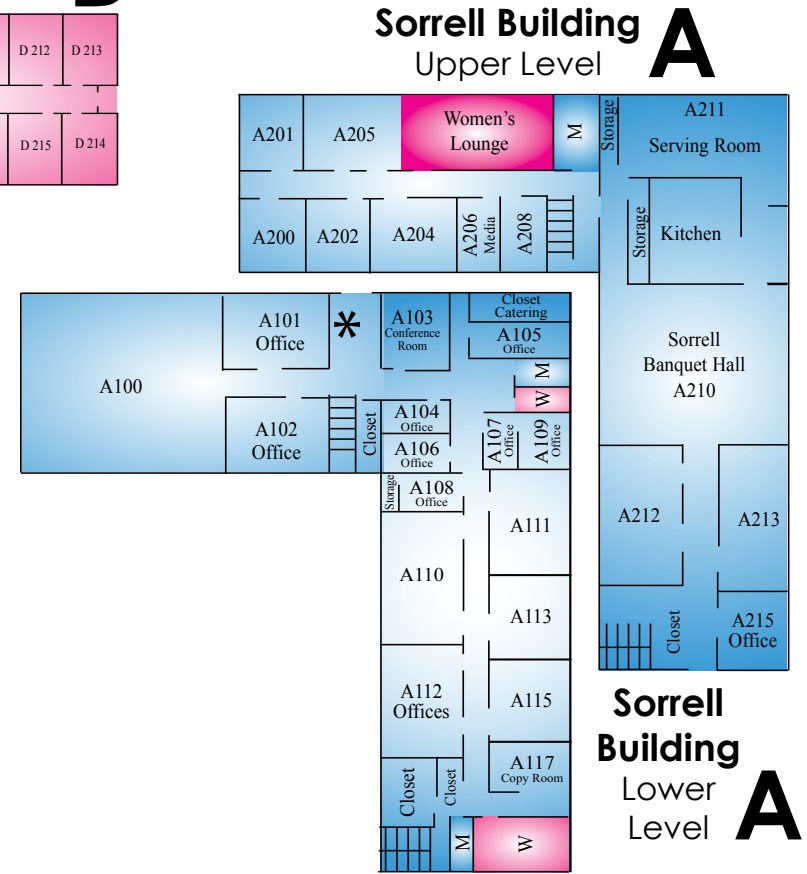 Sorrell Building A
Upper Level
D 212
D 213
D 215
D 214
A201
A205
Women's
Lounge
M
Storage
A211
Serving Room
A200
A202
A204
A206
Media
A208
Storage
Kitchen
Sorrell
Banquet Hall
A210
A212
A213
Closet
A215
Office
A100
A101
Office
*
A103
Conference
Room
Closet
Catering
A105
Office
M
W
A102
Office
Closet
A104
Office
A106
Office
A107
Office
A109
Office
Storage
A108
Office
A111
A110
A113
A112
Offices
A115
A117
Copy Room
Closet
Closet
M
W
Sorrell
Building
Lower
Level A